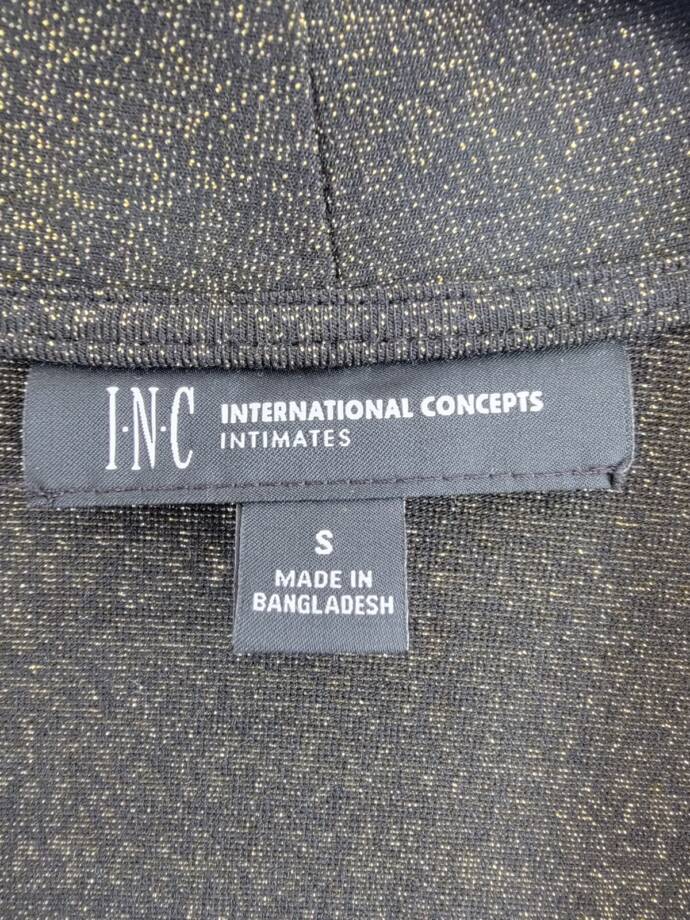 I·N·C INTERNATIONAL CONCEPTS
INTIMATES
S
MADE IN
BANGLADESH